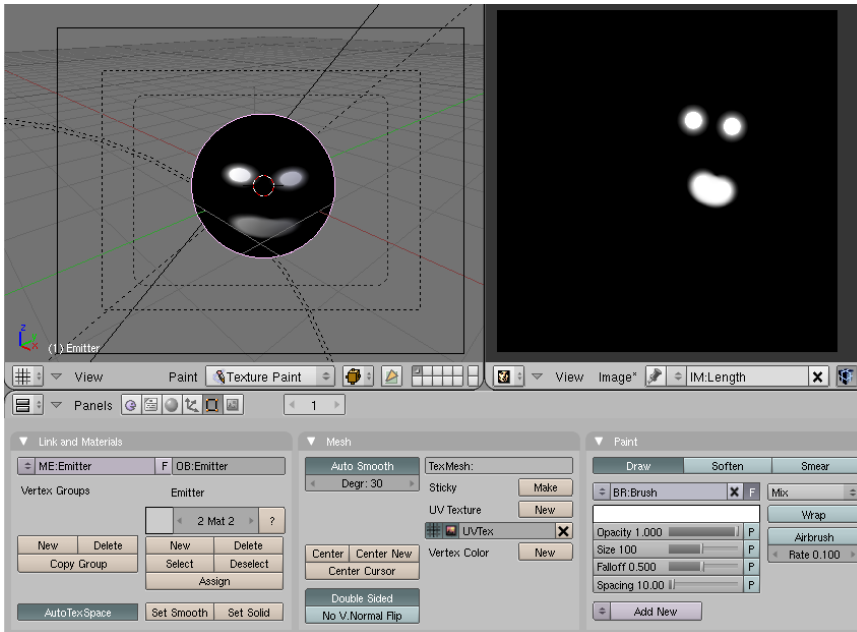 z
x
(1) Emitter
View Paint Texture Paint
View Image* IM:Length X
Panels 1
Link and Materials
ME:Emitter F OB:Emitter
Vertex Groups Emitter
2 Mat 2 ?
New Delete New Delete
Copy Group Select Deselect
Assign
AutoTexSpace Set Smooth Set Solid
Mesh
Auto Smooth TexMesh:
Degr: 30 Sticky Make
UV Texture New
UVTex X
Center Center New Vertex Color New
Center Cursor
Double Sided
No V.Normal Flip
Paint
Draw Soften Smear
BR:Brush X F Mix
Wrap
Opacity 1.000 P
Airbrush
Size 100 P
Rate 0.100
Falloff 0.500 P
Spacing 10.00 P
Add New